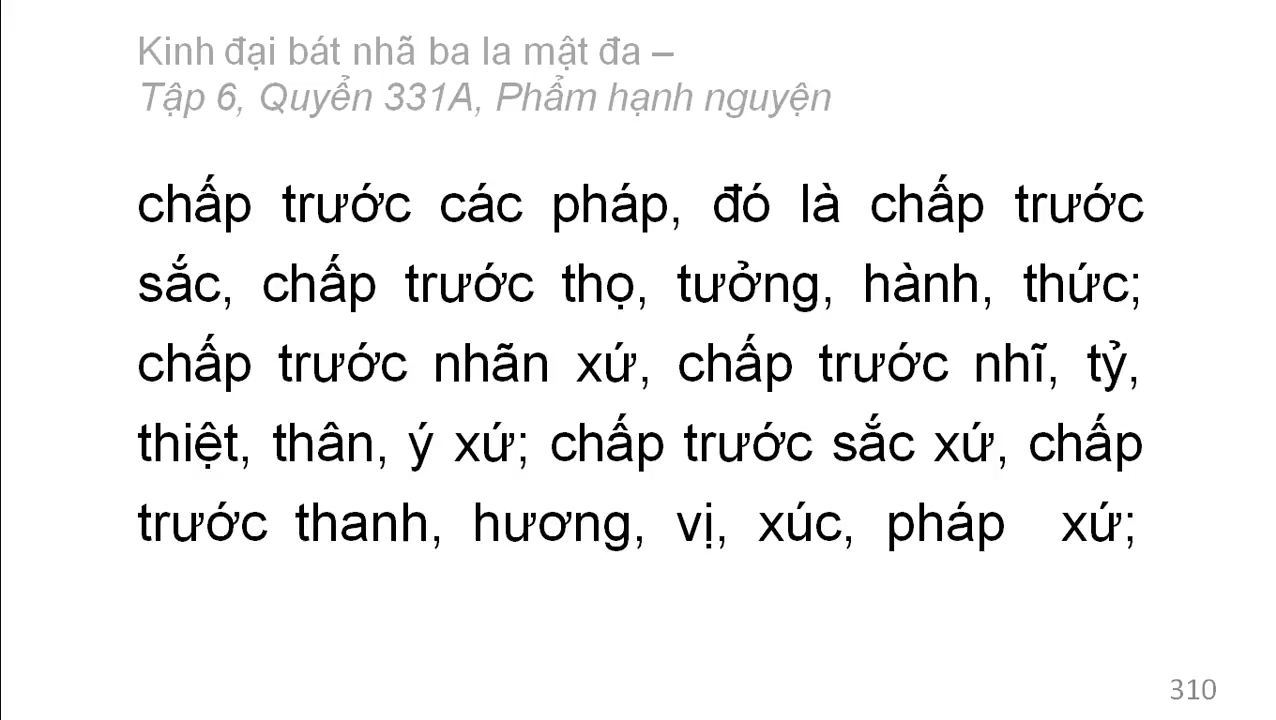 Kinh đại bát nhã ba la mật đa –
Tập 6, Quyển 331A, Phẩm hạnh nguyện
chấp trước các pháp, đó là chấp trước
sắc, chấp trước thọ, tưởng, hành, thức;
chấp trước nhãn xứ, chấp trước nhĩ, tỷ,
thiệt, thân, ý xứ; chấp trước sắc xứ, chấp
trước thanh, hương, vị, xúc, pháp xứ;
310